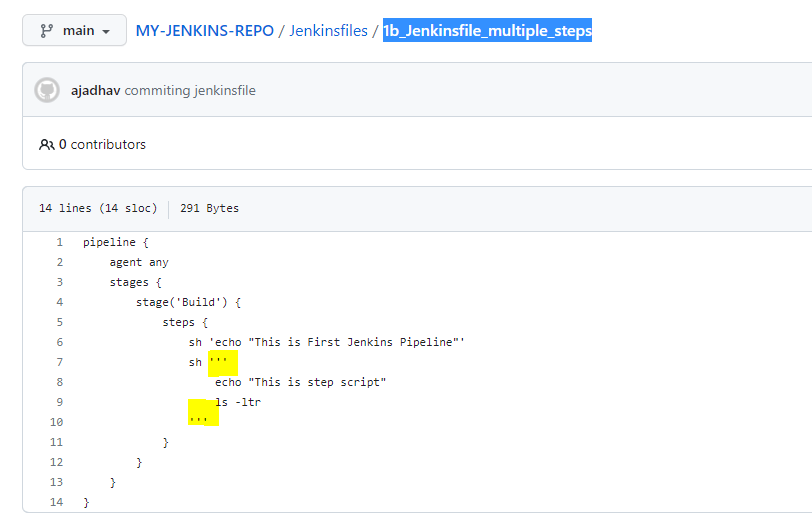 main MY-JENKINS-REPO / Jenkinsfiles / 1b_Jenkinsfile_multiple_steps
ajadhav commiting jenkinsfile
0 contributors
14 lines (14 sloc) 291 Bytes
1 pipeline {
2     agent any
3     stages {
4         stage('Build') {
5             steps {
6                 sh 'echo "This is First Jenkins Pipeline"'
7                 sh '''
8                     echo "This is step script"
9                     ls -ltr
10                 '''
11             }
12         }
13     }
14 }